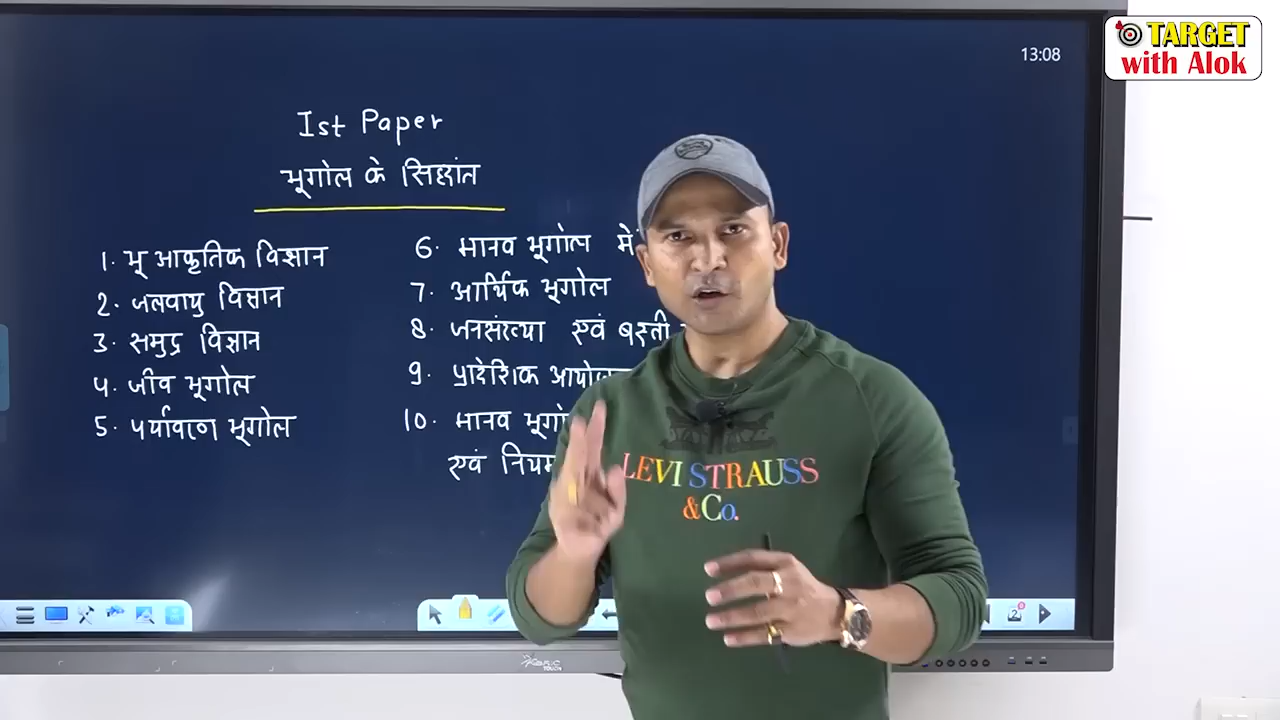 TARGET
with Alok
13:08
Ist Paper
भूगोल के सिद्धांत
1. भू आकृतिक विज्ञान
2. जलवायु विज्ञान
3. समुद्र विज्ञान
4. जीव भूगोल
5. पर्यावरण भूगोल
6. मानव भूगोल में
7. आर्थिक भूगोल
8. जनसंख्या एवं बस्ती
9. प्रादेशिक
10. मानव
एवं
LEVI STRAUSS
&Co.
2